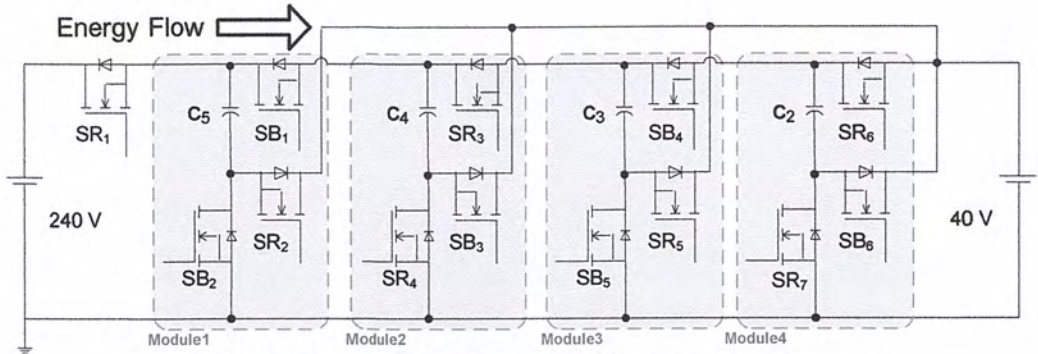 Energy Flow
SR₁
C₅
SB₁
C₄
SR₃
C₃
SB₄
C₂
SR₆
240 V
SR₂
SB₃
SR₅
SB₆
40 V
SB₂
SR₄
SB₅
SR₇
Module1
Module2
Module3
Module4